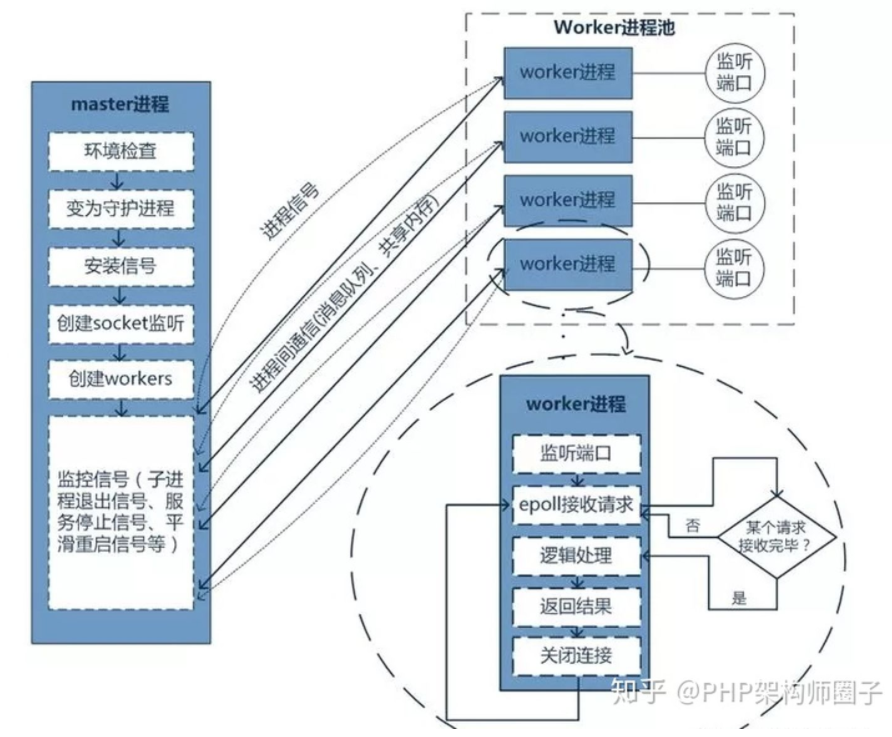 master进程
环境检查
变为守护进程
安装信号
创建socket监听
创建workers
监控信号（子进
程退出信号、服
务停止信号、平
滑重启信号等）
进程信号
进程间通信(消息队列、共享内存)
Worker进程池
worker进程
监听
端口
worker进程
监听
端口
worker进程
监听
端口
worker进程
监听
端口
worker进程
监听端口
epoll接收请求
逻辑处理
返回结果
关闭连接
某个请求
接收完毕？
否
是
知乎 @PHP架构师圈子